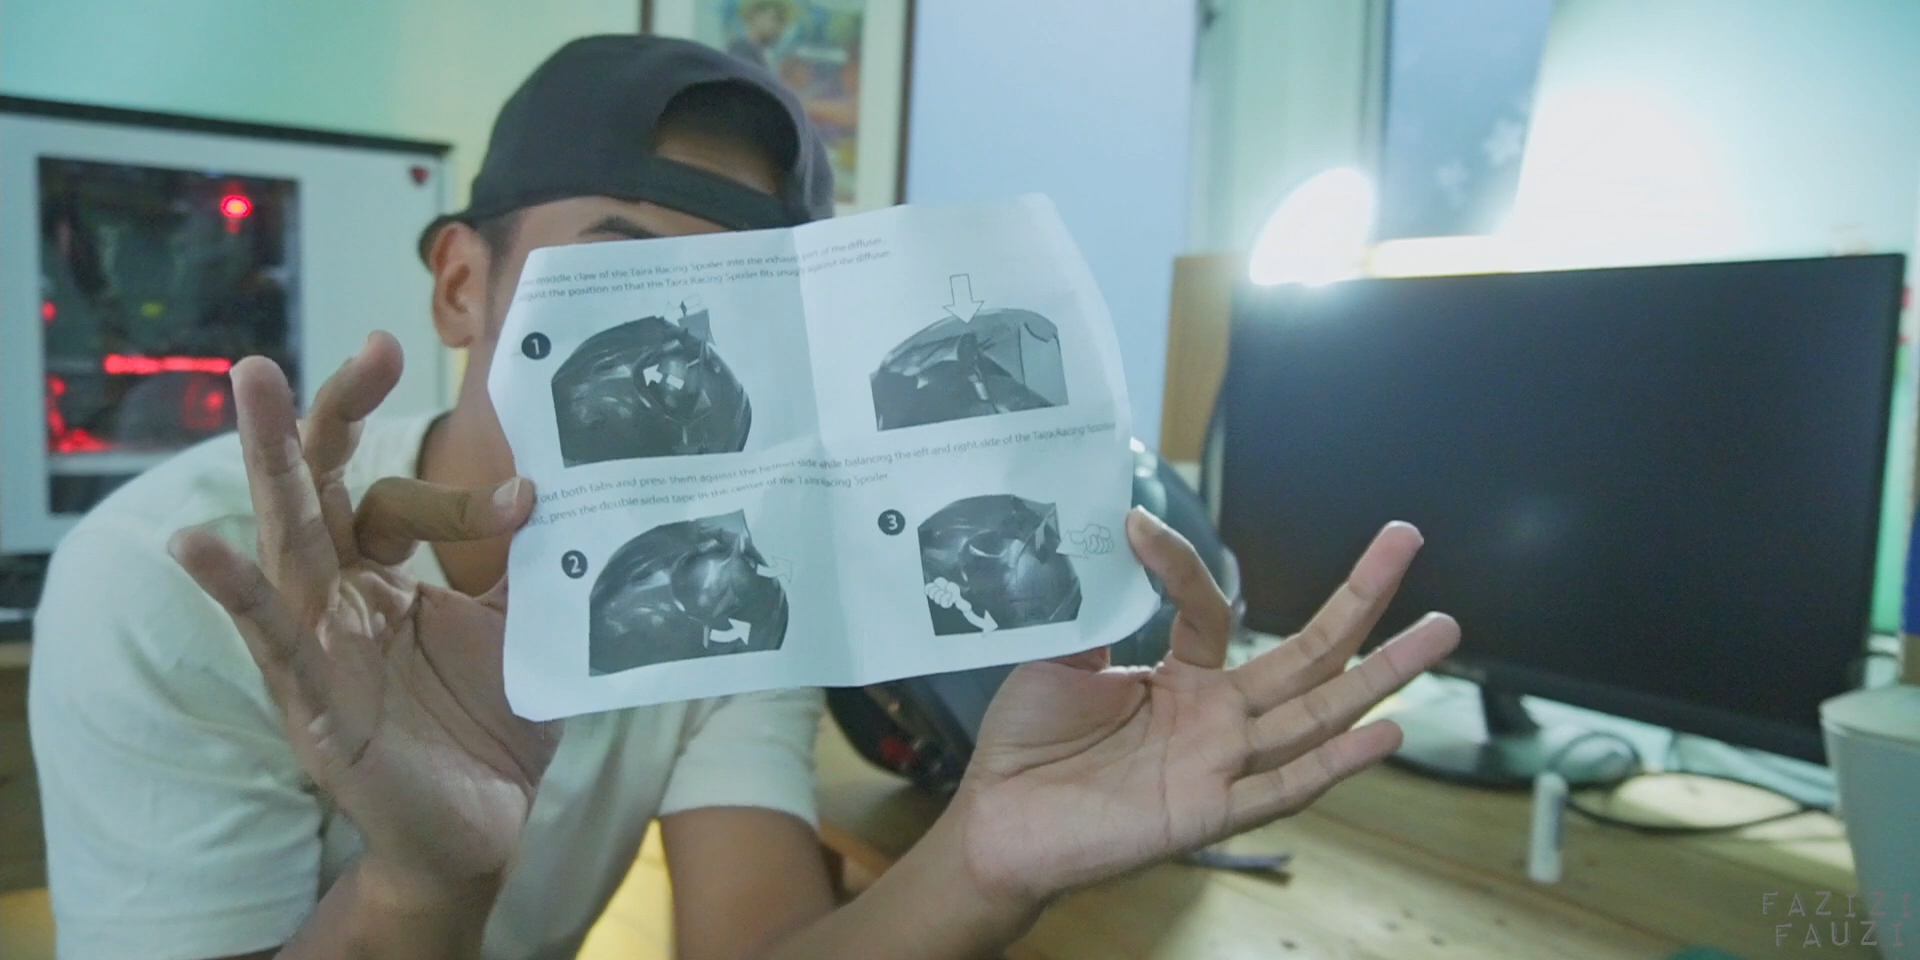 middle claw of the Taira Racing Spoiler into the exhaust part of the diffuser.
adjust the position so that the Taira Racing Spoiler fits snugly against the diffuser.
1
out both tabs and press them against the helmet side while balancing the left and right side of the Taira Racing Spoiler
press the double sided tape in the center of the Taira Racing Spoiler.
2
3
FAZIZI
FAUZI